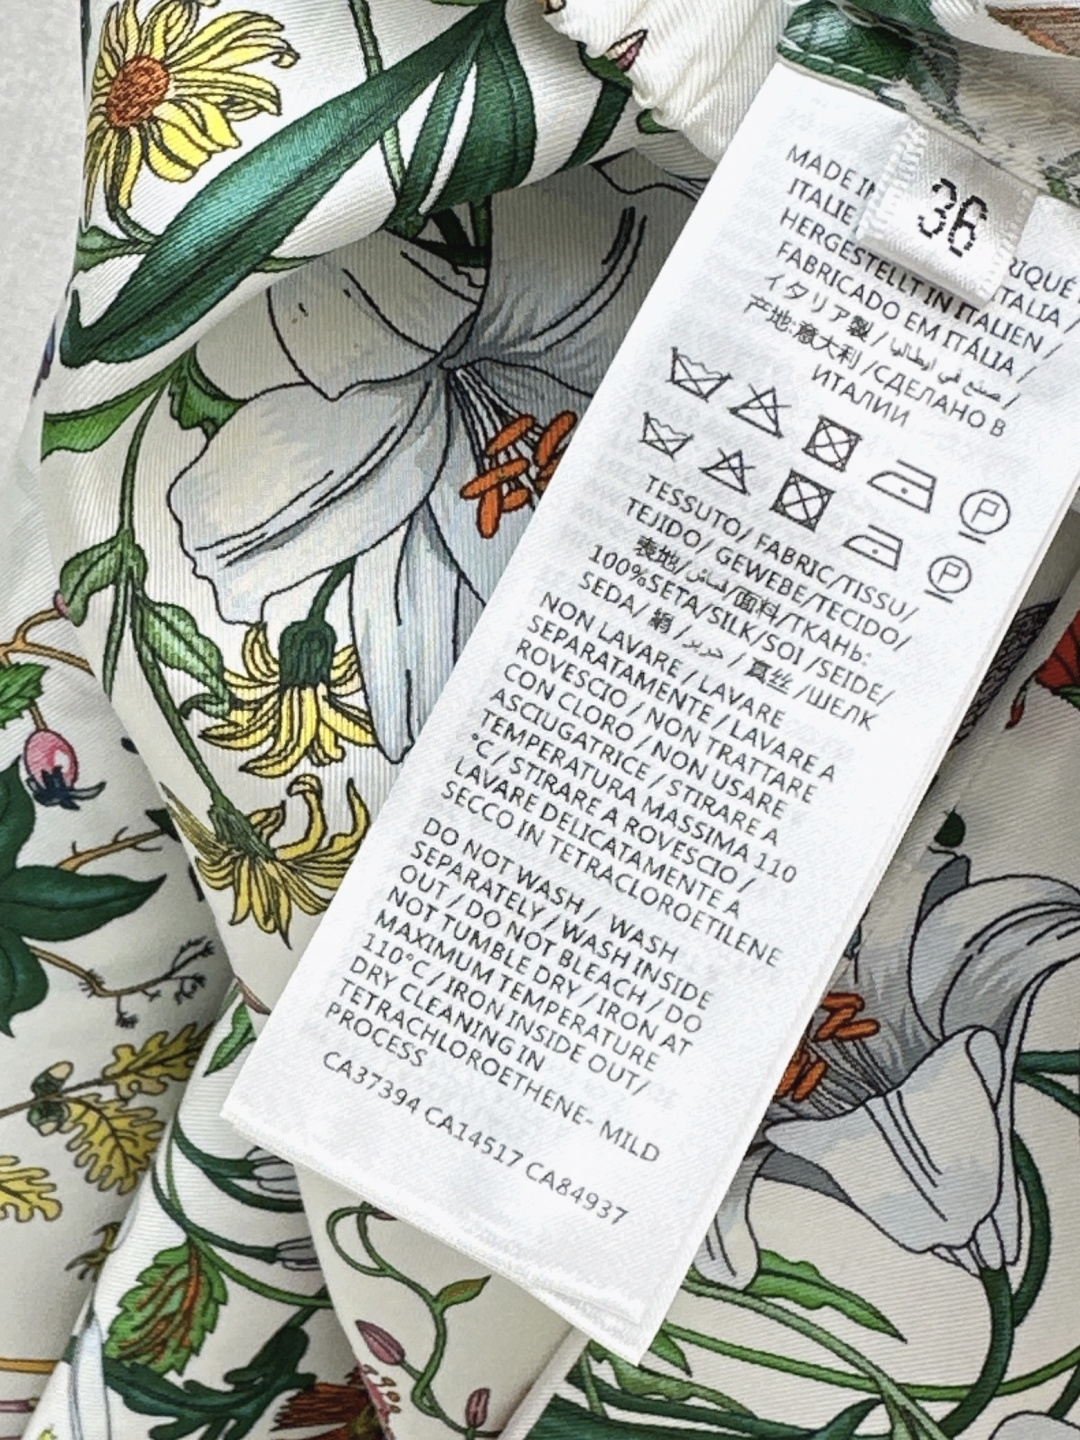 36
MADE IN
ITALIE RIQUÉ
HERGESTELLT IN ITALIEN /
FABRICADO EM ITÁLIA /
イタリア製 / صنع في ايطاليا /
产地:意大利 /СДЕЛАНО В
ИТАЛИИ
P
P
TESSUTO/ FABRIC/TISSU/
TEJIDO/ GEWEBE/TECIDO/
表地/ /面料/ТКАНЬ:
100%SETA/SILK/SOI /SEIDE/
SEDA/ 絹 / حرير / 真丝 /ШЕЛК
NON LAVARE / LAVARE
SEPARATAMENTE / LAVARE A
ROVESCIO / NON TRATTARE
CON CLORO / NON USARE
ASCIUGATRICE / STIRARE A
TEMPERATURA MASSIMA 110
°C / STIRARE A ROVESCIO /
LAVARE DELICATAMENTE A
SECCO IN TETRACLOROETILENE
DO NOT WASH / WASH
SEPARATELY / WASH INSIDE
OUT / DO NOT BLEACH / DO
NOT TUMBLE DRY / IRON AT
MAXIMUM TEMPERATURE
110°C / IRON INSIDE OUT/
DRY CLEANING IN
TETRACHLOROETHENE- MILD
PROCESS
CA37394 CA14517 CA84937